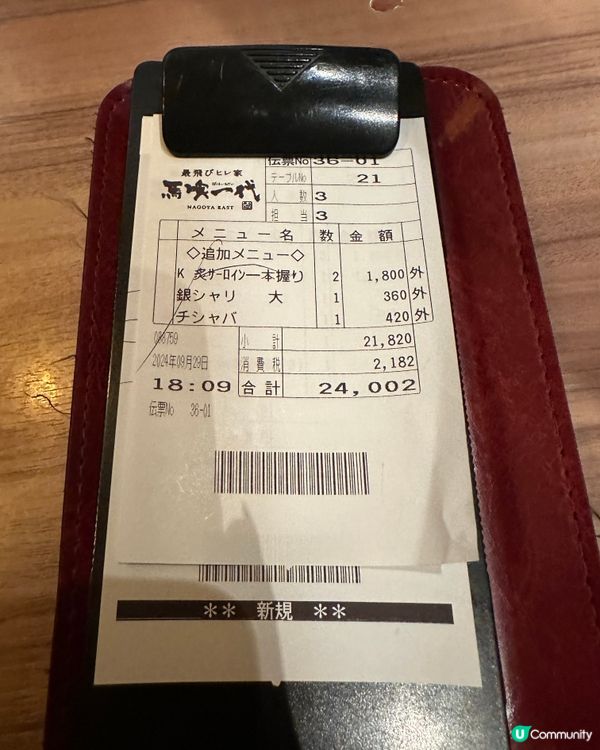 最飛びヒレ家
馬喰一代
NAGOYA EAST
伝票No 36-01
テーブルNo 21
人数 3
担当 3
メニュー名 数 金額
◇追加メニュー◇
K 炙サーロイン一本握り 2 1,800 外
銀シャリ 大 1 360 外
チシャバ 1 420 外
小計 21,820
消費税 2,182
2024年09月29日
18:09 合計 24,002
伝票No 36-01
** 新規 **
U Community